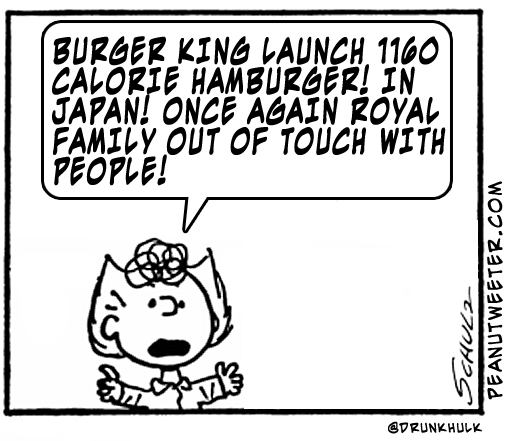 BURGER KING LAUNCH 1160
CALORIE HAMBURGER! IN
JAPAN! ONCE AGAIN ROYAL
FAMILY OUT OF TOUCH WITH
PEOPLE!
SCHULZ
PEANUTWEETER.COM
@DRUNKHULK